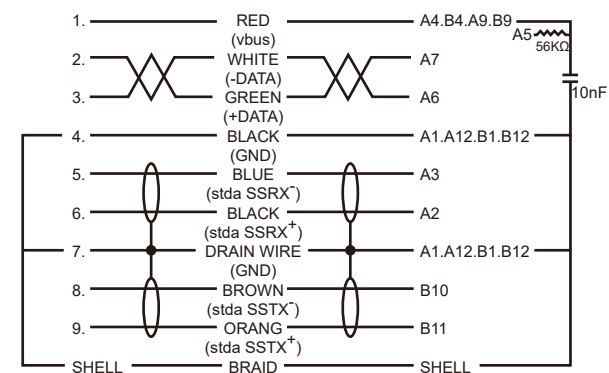 1. RED A4.B4.A9.B9
(vbus) A5 56KΩ
2. WHITE A7
(-DATA)
10nF
3. GREEN A6
(+DATA)
4. BLACK A1.A12.B1.B12
(GND)
5. BLUE A3
(stda SSRX-)
6. BLACK A2
(stda SSRX+)
7. DRAIN WIRE A1.A12.B1.B12
(GND)
8. BROWN B10
(stda SSTX-)
9. ORANG B11
(stda SSTX+)
SHELL BRAID SHELL